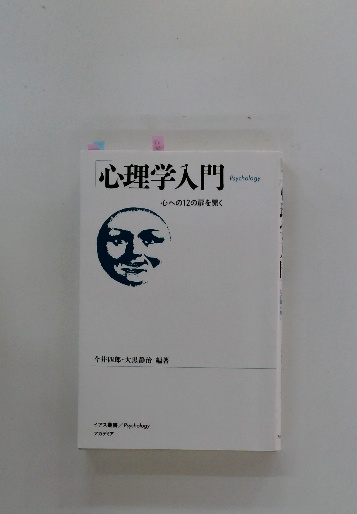 「心理学入門 Psychology
心への12の扉を開く
今井四郎・大黒静治 編著
イアス叢書／Psychology
アカデミア